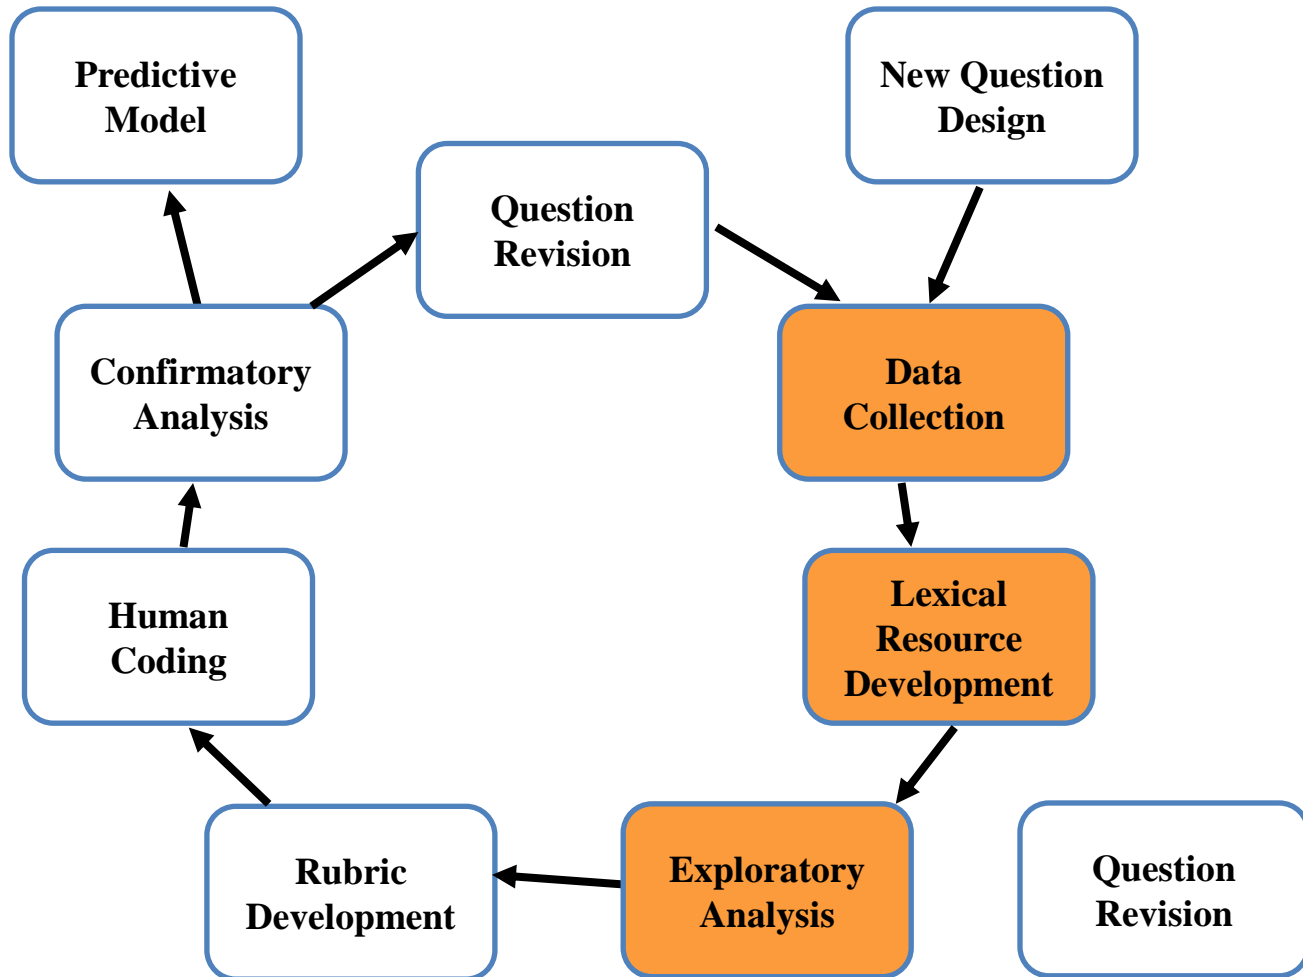 Predictive
Model
New Question
Design
Question
Revision
Confirmatory
Analysis
Data
Collection
Human
Coding
Lexical
Resource
Development
Rubric
Development
Exploratory
Analysis
Question
Revision